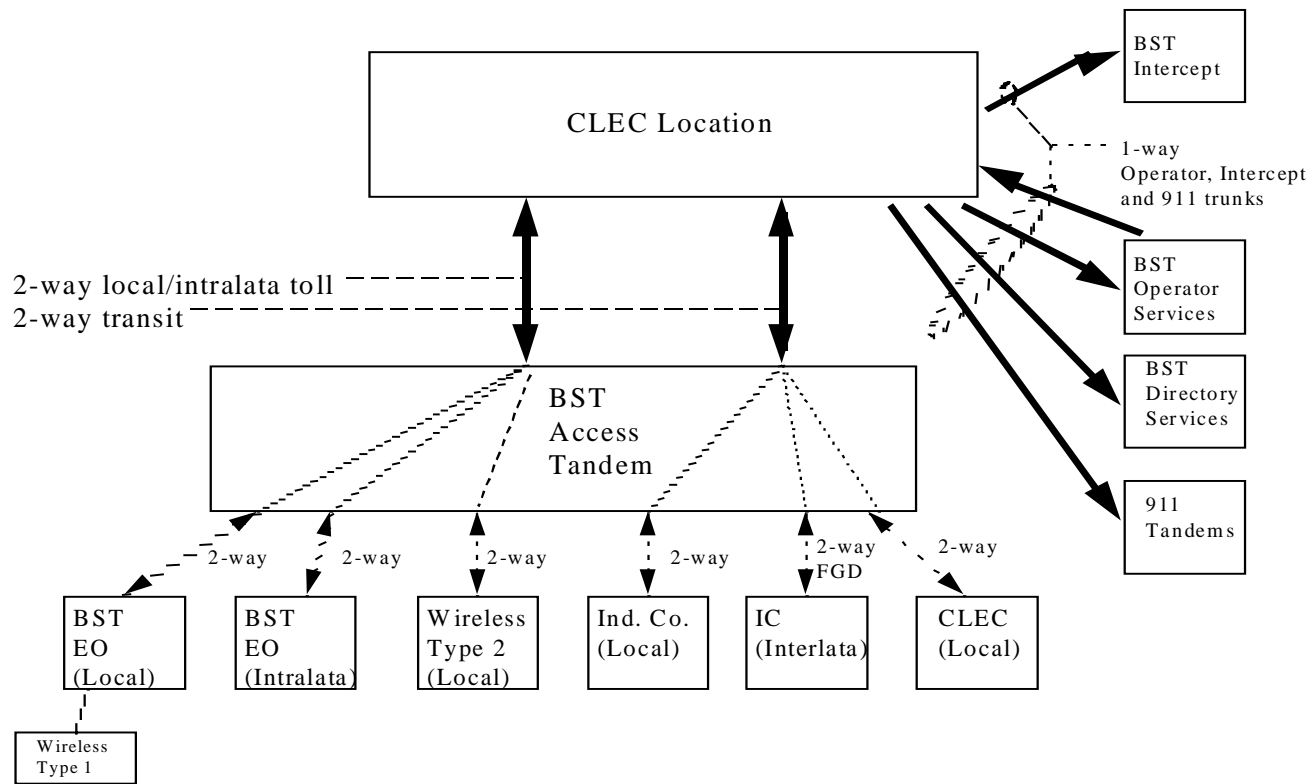 BST
Intercept
CLEC Location
1-way
Operator, Intercept
and 911 trunks
2-way local/intralata toll
2-way transit
BST
Operator
Services
BST
Access
Tandem
BST
Directory
Services
911
Tandems
2-way
2-way
2-way
2-way
2-way
FGD
2-way
BST
EO
(Local)
BST
EO
(Intralata)
Wireless
Type 2
(Local)
Ind. Co.
(Local)
IC
(Interlata)
CLEC
(Local)
Wireless
Type 1